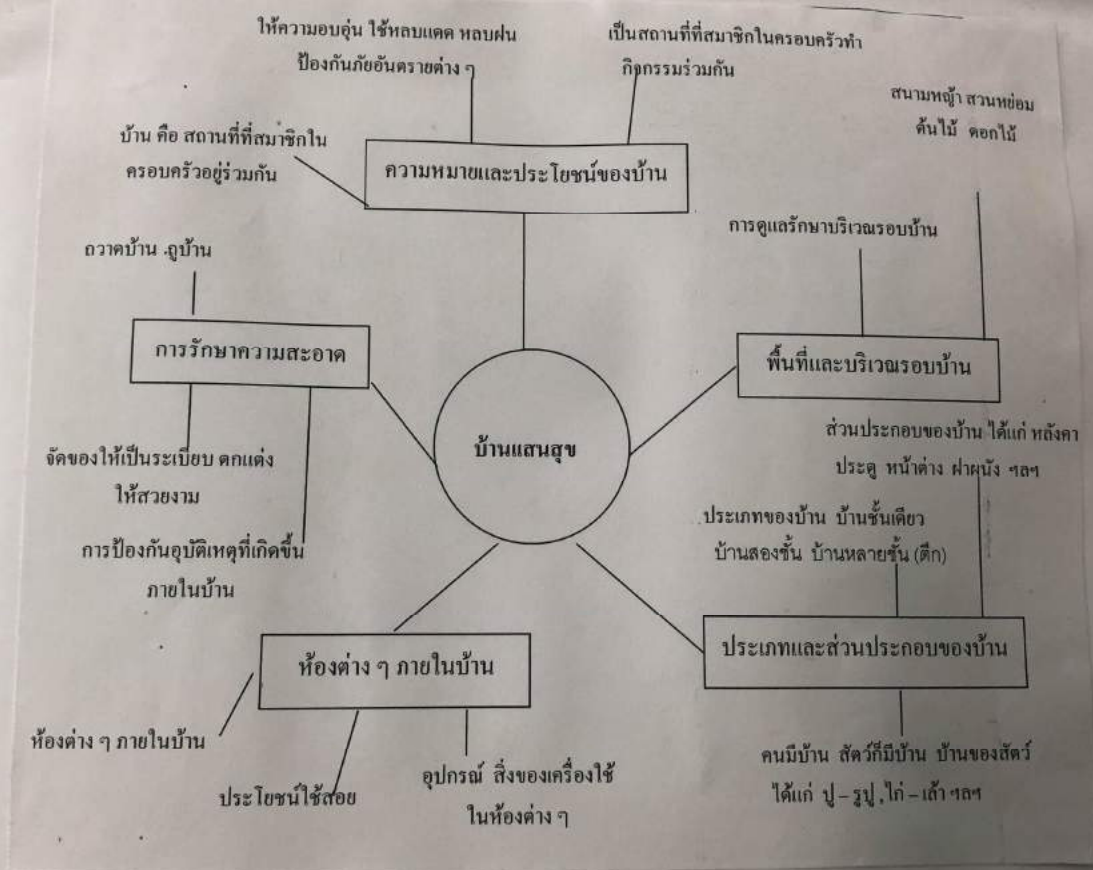 ให้ความอบอุ่น ใช้หลบแดด หลบฝน
ป้องกันภัยอันตรายต่าง ๆ
เป็นสถานที่ที่สมาชิกในครอบครัวทำ
กิจกรรมร่วมกัน
สนามหญ้า สวนหย่อม
ต้นไม้ ดอกไม้
บ้าน คือ สถานที่ที่สมาชิกใน
ครอบครัวอยู่ร่วมกัน
ความหมายและประโยชน์ของบ้าน
การดูแลรักษาบริเวณรอบบ้าน
กวาดบ้าน .ถูบ้าน
การรักษาความสะอาด
พื้นที่และบริเวณรอบบ้าน
จัดของให้เป็นระเบียบ ตกแต่ง
ให้สวยงาม
บ้านแสนสุข
ส่วนประกอบของบ้าน ได้แก่ หลังคา
ประตู หน้าต่าง ฝาผนัง ฯลฯ
ประเภทของบ้าน บ้านชั้นเดียว
บ้านสองชั้น บ้านหลายชั้น (ตึก)
การป้องกันอุบัติเหตุที่เกิดขึ้น
ภายในบ้าน
ห้องต่าง ๆ ภายในบ้าน
ประเภทและส่วนประกอบของบ้าน
ห้องต่าง ๆ ภายในบ้าน
ประโยชน์ใช้สอย
อุปกรณ์ สิ่งของเครื่องใช้
ในห้องต่าง ๆ
คนมีบ้าน สัตว์ก็มีบ้าน บ้านของสัตว์
ได้แก่ ปู – รูปู ,ไก่ – เล้า ฯลฯ